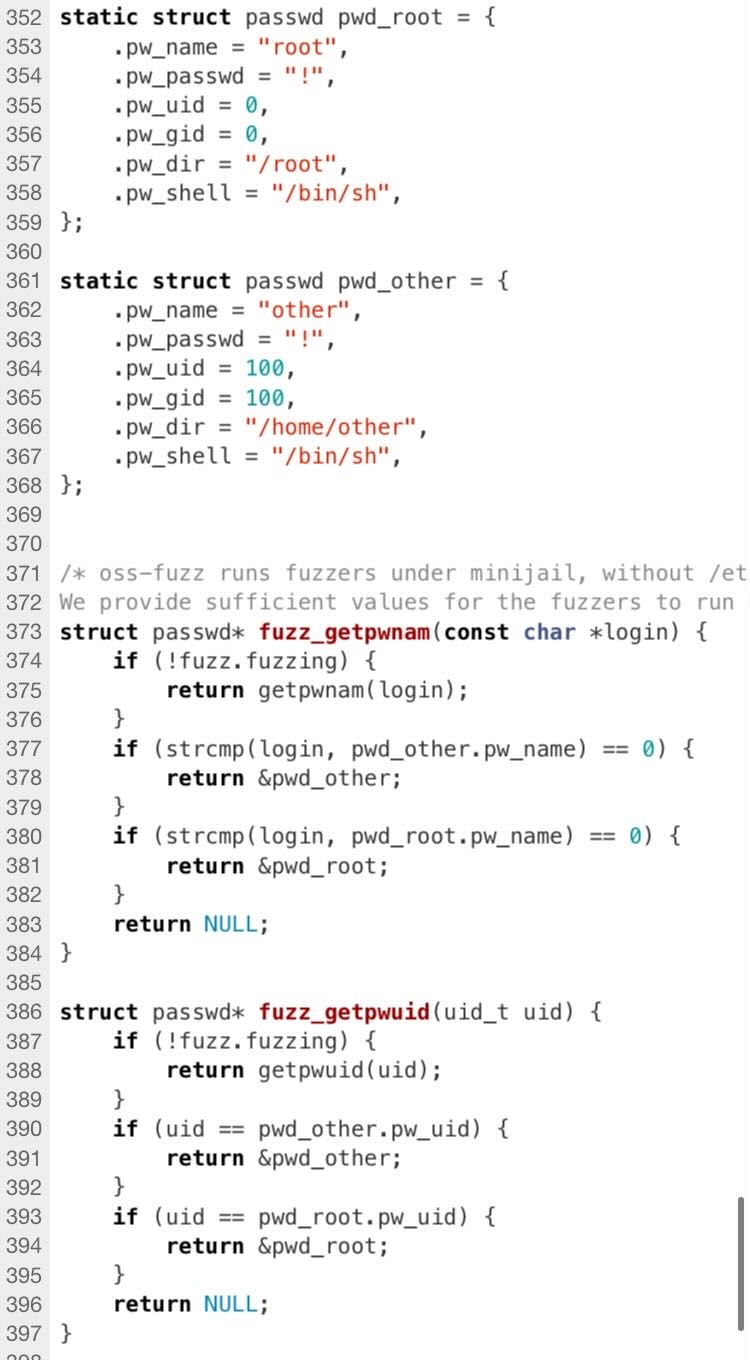 352 static struct passwd pwd_root = {
353     .pw_name = "root",
354     .pw_passwd = "!",
355     .pw_uid = 0,
356     .pw_gid = 0,
357     .pw_dir = "/root",
358     .pw_shell = "/bin/sh",
359 };
360
361 static struct passwd pwd_other = {
362     .pw_name = "other",
363     .pw_passwd = "!",
364     .pw_uid = 100,
365     .pw_gid = 100,
366     .pw_dir = "/home/other",
367     .pw_shell = "/bin/sh",
368 };
369
370
371 /* oss-fuzz runs fuzzers under minijail, without /et
372 We provide sufficient values for the fuzzers to run
373 struct passwd* fuzz_getpwnam(const char *login) {
374     if (!fuzz.fuzzing) {
375         return getpwnam(login);
376     }
377     if (strcmp(login, pwd_other.pw_name) == 0) {
378         return &pwd_other;
379     }
380     if (strcmp(login, pwd_root.pw_name) == 0) {
381         return &pwd_root;
382     }
383     return NULL;
384 }
385
386 struct passwd* fuzz_getpwuid(uid_t uid) {
387     if (!fuzz.fuzzing) {
388         return getpwuid(uid);
389     }
390     if (uid == pwd_other.pw_uid) {
391         return &pwd_other;
392     }
393     if (uid == pwd_root.pw_uid) {
394         return &pwd_root;
395     }
396     return NULL;
397 }